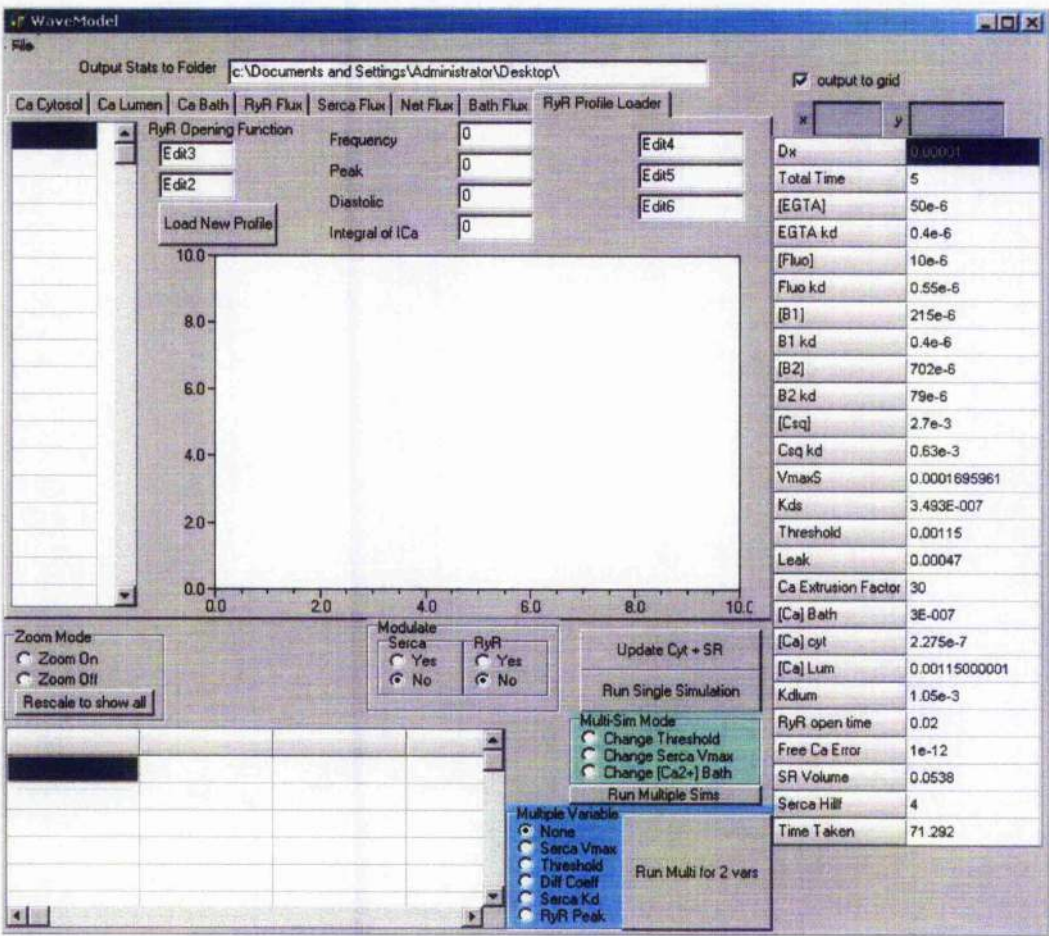 WaveModel
File
Output Stats to Folder c:\Documents and Settings\Administrator\Desktop\
output to grid
Ca Cytosol Ca Lumen Ca Bath RyR Flux Serca Flux Net Flux Bath Flux RyR Profile Loader
x y
RyR Opening Function
Edit3
Edit2
Load New Profile
Frequency 0
Peak 0
Diastolic 0
Integral of ICa 0
Edit4
Edit5
Edit6
10.0
8.0
6.0
4.0
2.0
0.0
0.0 2.0 4.0 6.0 8.0 10.0
Dx 0.00001
Total Time 5
[EGTA] 50e-6
EGTA kd 0.4e-6
[Fluo] 10e-6
Fluo kd 0.55e-6
[B1] 215e-6
B1 kd 0.4e-6
[B2] 702e-6
B2 kd 79e-6
[Csq] 2.7e-3
Csq kd 0.63e-3
VmaxS 0.0001695961
Kds 3.493E-007
Threshold 0.00115
Leak 0.00047
Ca Extrusion Factor 30
[Ca] Bath 3E-007
[Ca] cyt 2.275e-7
[Ca] Lum 0.00115000001
Kdlum 1.05e-3
RyR open time 0.02
Free Ca Error 1e-12
SR Volume 0.0538
Serca Hillf 4
Time Taken 71.292
Zoom Mode
Zoom On
Zoom Off
Rescale to show all
Modulate
Serca
Yes
No
RyR
Yes
No
Update Cyt + SR
Run Single Simulation
Multi-Sim Mode
Change Threshold
Change Serca Vmax
Change [Ca2+] Bath
Run Multiple Sims
Multiple Variable
None
Serca Vmax
Threshold
Diff Coeff
Serca Kd
RyR Peak
Run Multi for 2 vars